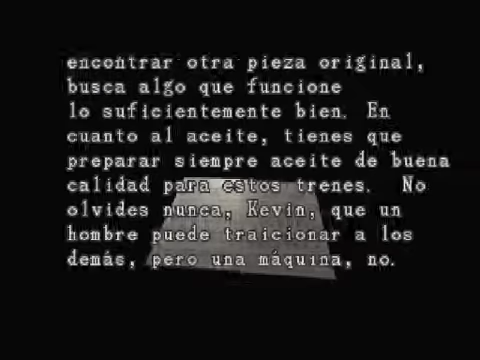 encontrar otra pieza original,
busca algo que funcione
lo suficientemente bien. En
cuanto al aceite, tienes que
preparar siempre aceite de buena
calidad para estos trenes. No
olvides nunca, Kevin, que un
hombre puede traicionar a los
demás, pero una máquina, no.